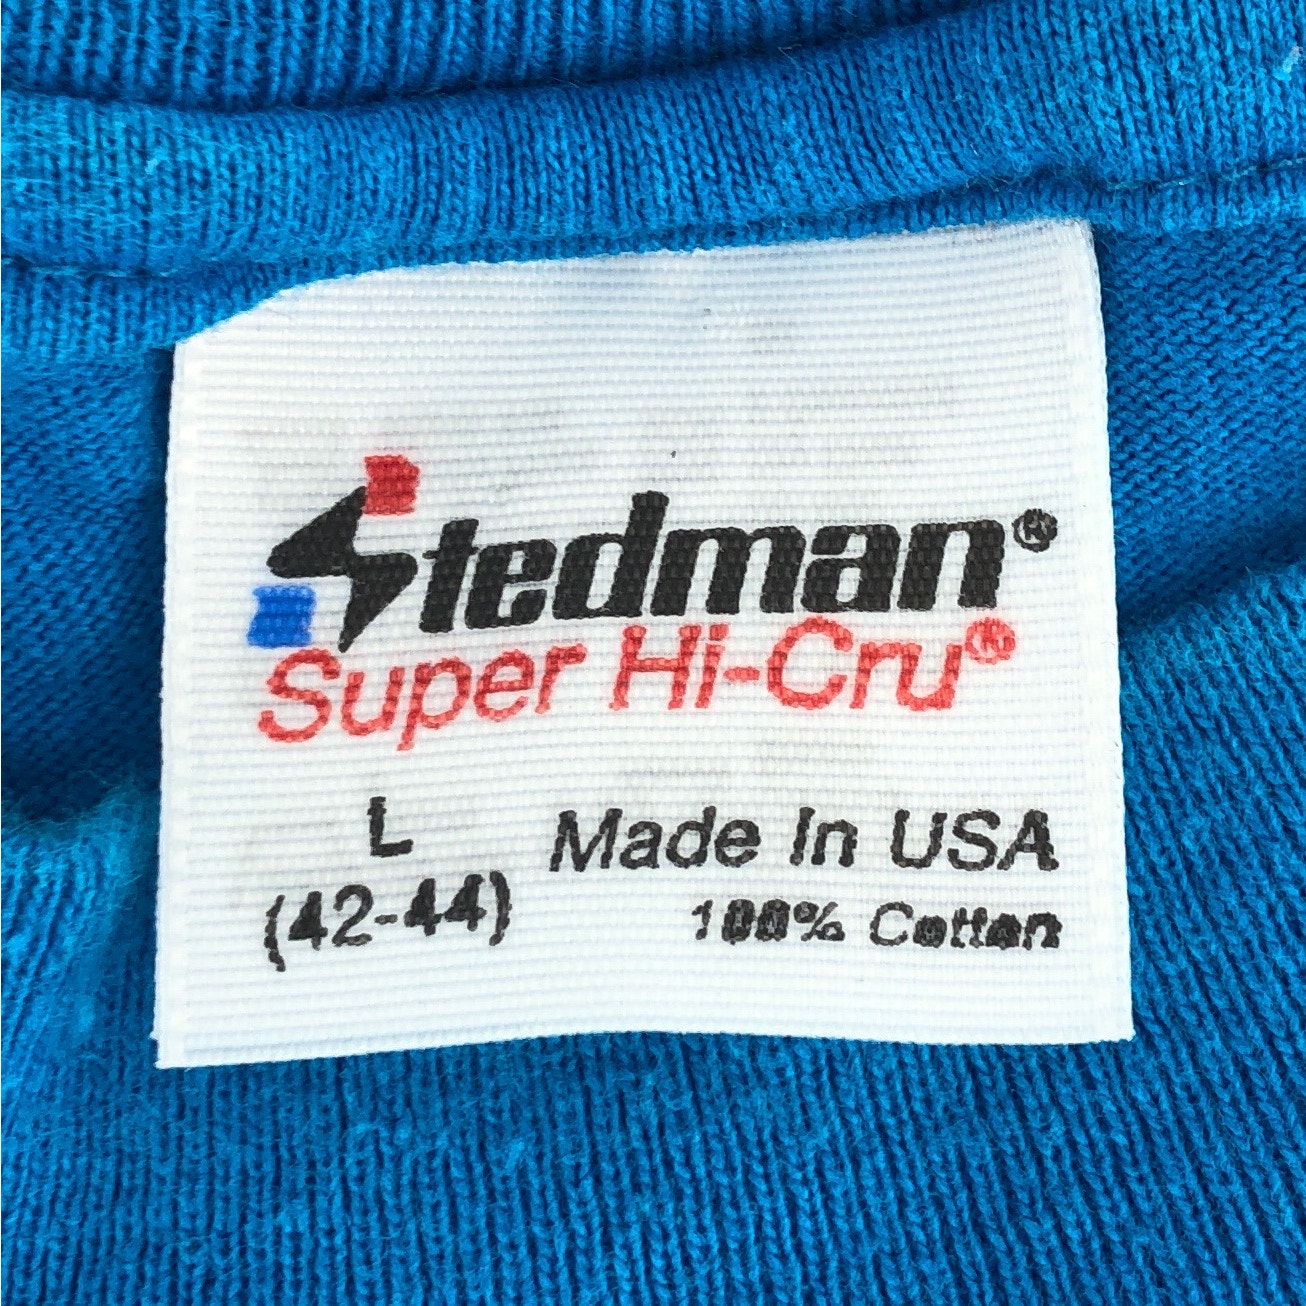 Stedman®
Super Hi-Cru®
L
(42-44)
Made In USA
100% Cotton